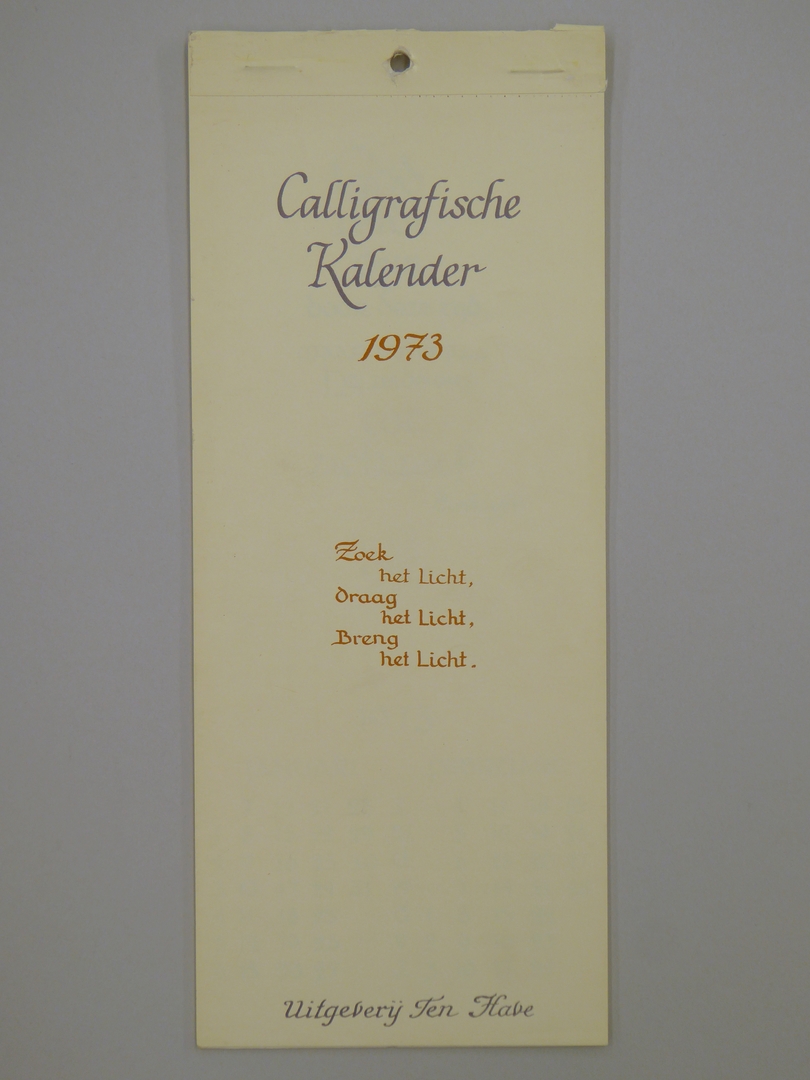 Calligrafische
Kalender
1973
Zoek
het Licht,
draag
het Licht,
Breng
het Licht.
Uitgeverij Ten Have